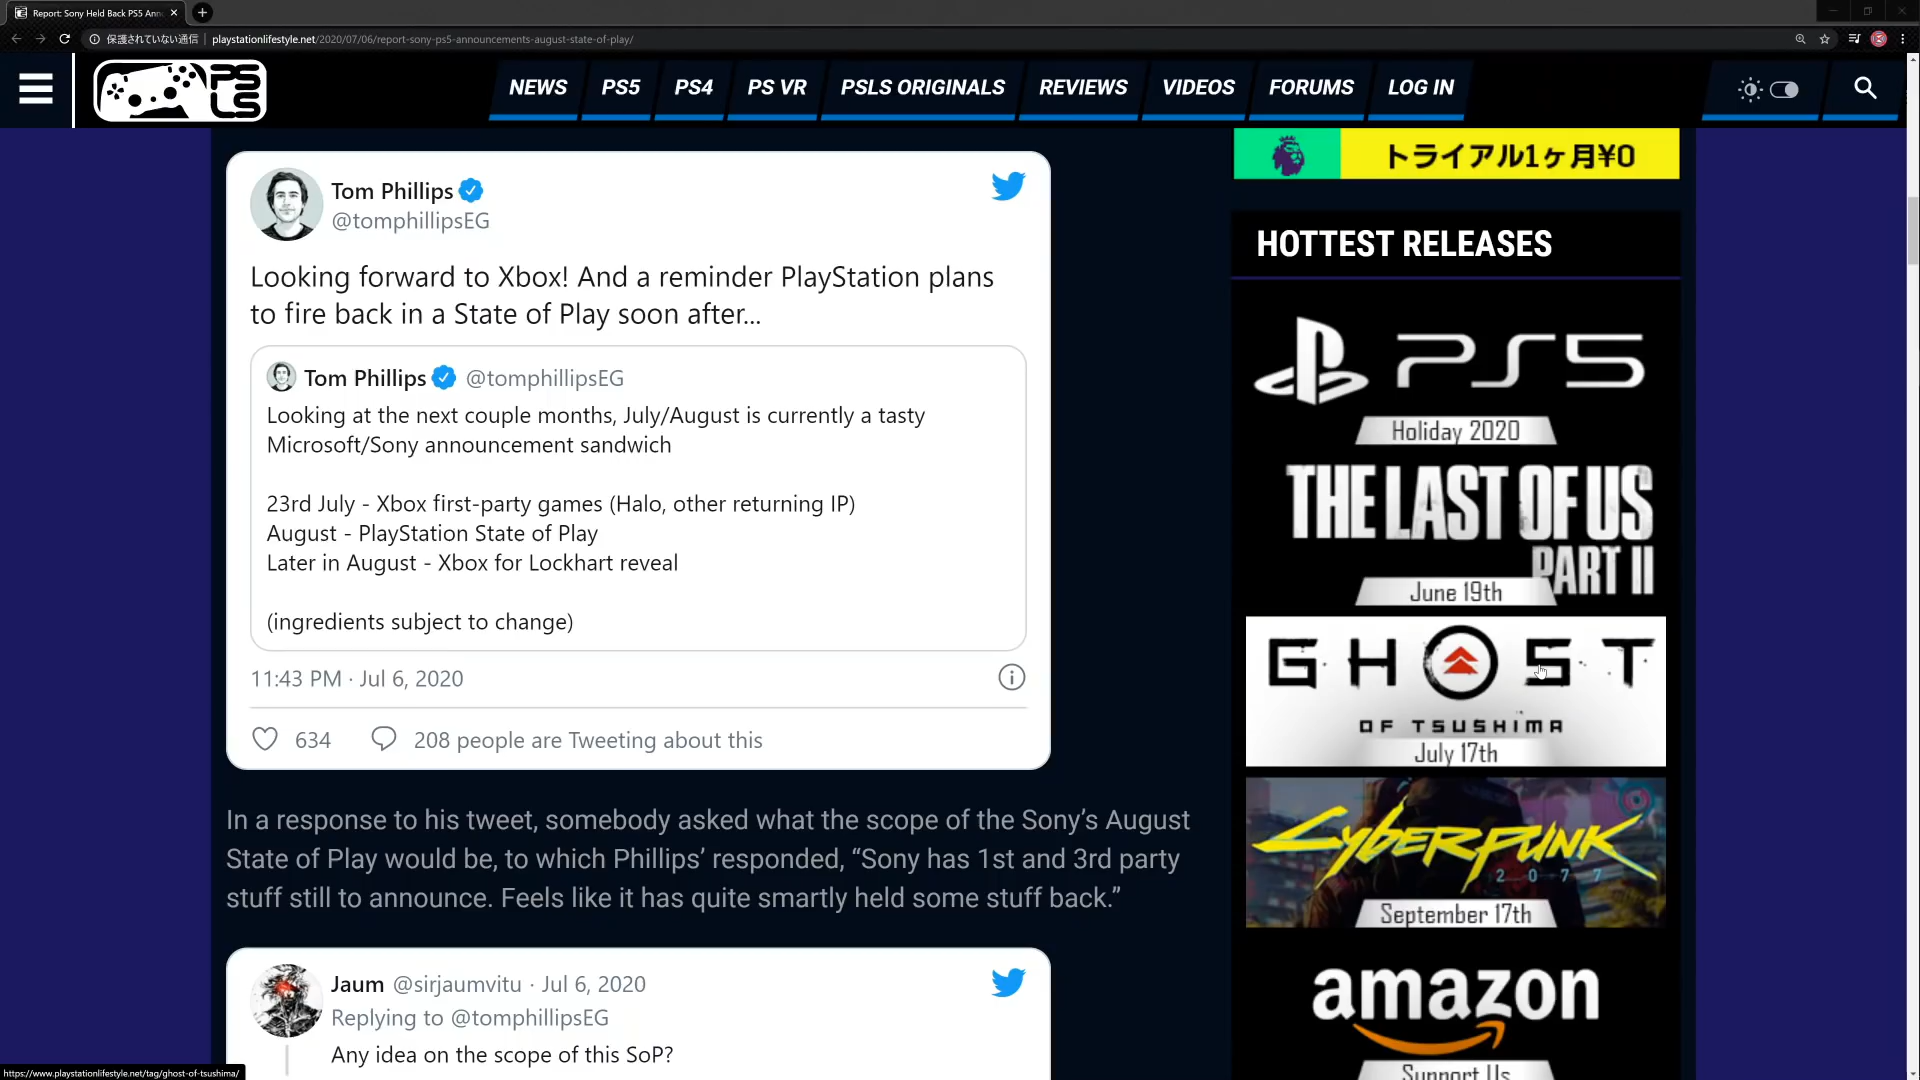 Report: Sony Held Back PS5 Ann
保護されていない通信 | playstationlifestyle.net/2020/07/06/report-sony-ps5-announcements-august-state-of-play/
PS
LS
NEWS PS5 PS4 PS VR PSLS ORIGINALS REVIEWS VIDEOS FORUMS LOG IN
Tom Phillips
@tomphillipsEG
Looking forward to Xbox! And a reminder PlayStation plans
to fire back in a State of Play soon after...
Tom Phillips @tomphillipsEG
Looking at the next couple months, July/August is currently a tasty
Microsoft/Sony announcement sandwich
23rd July - Xbox first-party games (Halo, other returning IP)
August - PlayStation State of Play
Later in August - Xbox for Lockhart reveal
(ingredients subject to change)
11:43 PM · Jul 6, 2020
634 208 people are Tweeting about this
In a response to his tweet, somebody asked what the scope of the Sony’s August
State of Play would be, to which Phillips’ responded, “Sony has 1st and 3rd party
stuff still to announce. Feels like it has quite smartly held some stuff back.”
Jaum @sirjaumvitu · Jul 6, 2020
Replying to @tomphillipsEG
Any idea on the scope of this SoP?
トライアル1ヶ月¥0
HOTTEST RELEASES
PS5
Holiday 2020
THE LAST OF US
PART II
June 19th
GHOST
OF TSUSHIMA
July 17th
Cyberpunk
2077
September 17th
amazon
Support Us
https://www.playstationlifestyle.net/tag/ghost-of-tsushima/